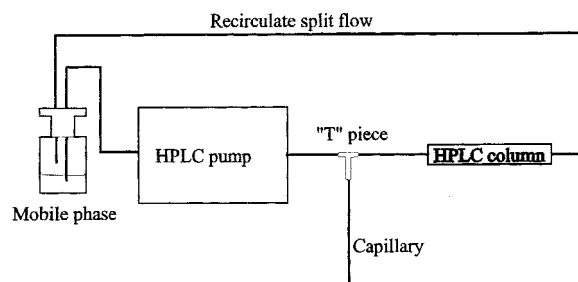 Recirculate split flow
"T" piece
HPLC pump
HPLC column
Mobile phase
Capillary